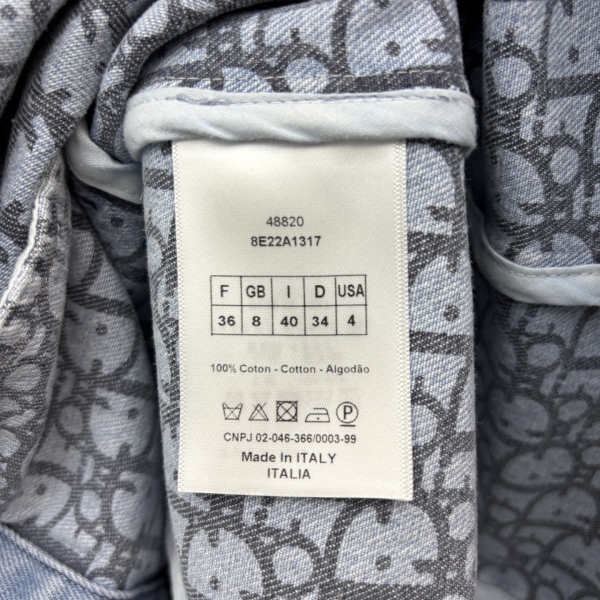 48820
8E22A1317
F GB I D USA
36 8 40 34 4
100% Coton - Cotton - Algodão
P
CNPJ 02-046-366/0003-99
Made In ITALY
ITALIA